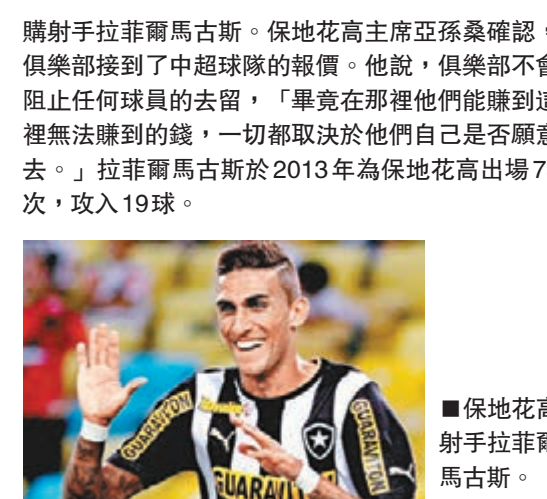 購射手拉菲爾馬古斯。保地花高主席亞孫桑確認，
俱樂部接到了中超球隊的報價。他說，俱樂部不會
阻止任何球員的去留，「畢竟在那裡他們能賺到這
裡無法賺到的錢，一切都取決於他們自己是否願意
去。」拉菲爾馬古斯於2013年為保地花高出場7
次，攻入19球。
GUARAVITON
GUARAVITON
■保地花高
射手拉菲爾
馬古斯。